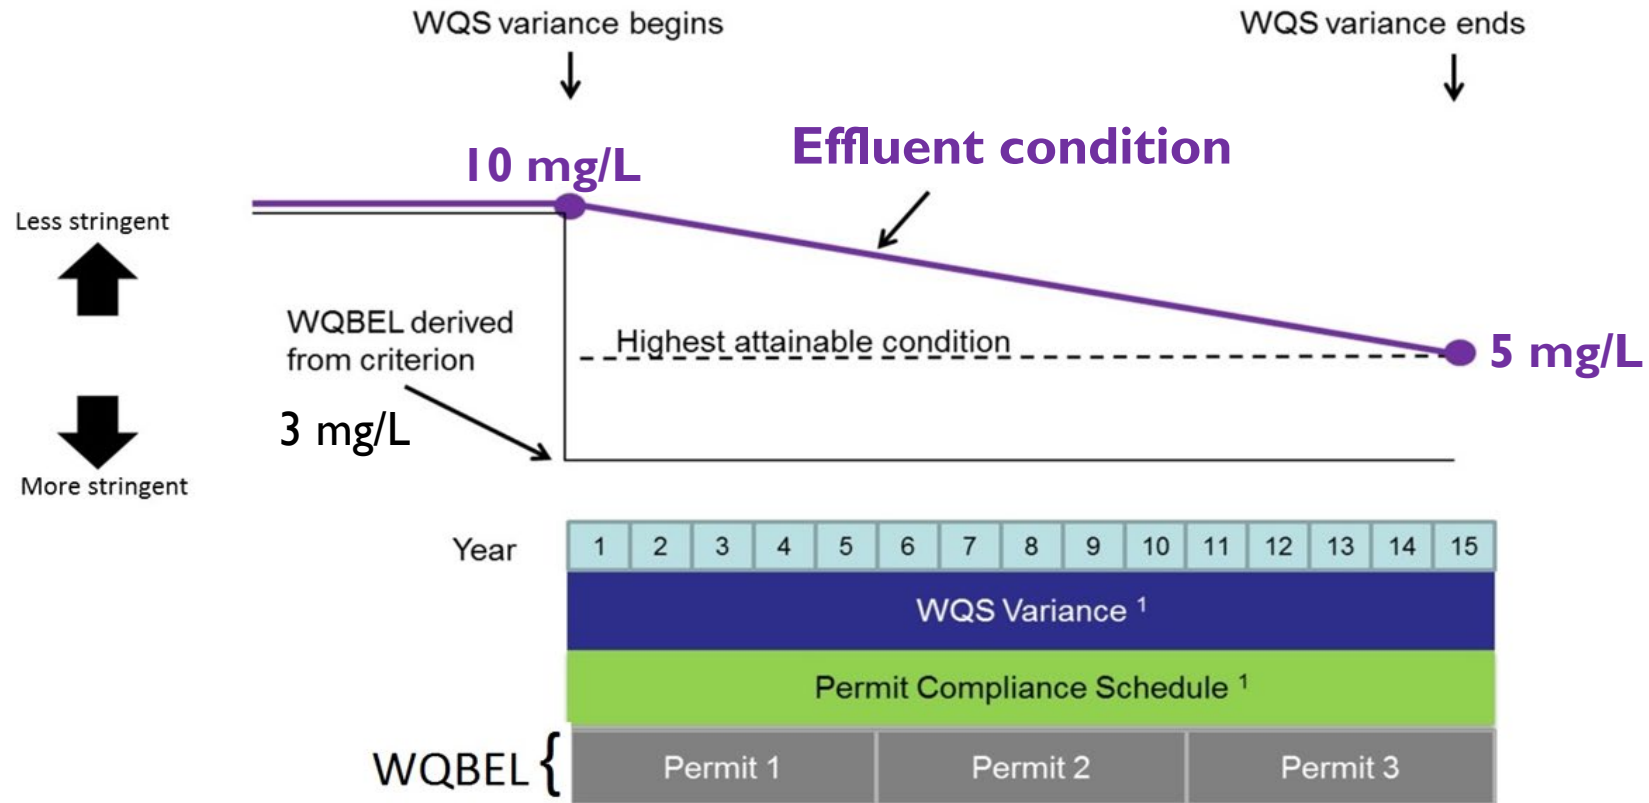 WQS variance begins
WQS variance ends
Effluent condition
10 mg/L
Less stringent
WQBEL derived
from criterion
Highest attainable condition
5 mg/L
3 mg/L
More stringent
Year 1 2 3 4 5 6 7 8 9 10 11 12 13 14 15
WQS Variance ¹
Permit Compliance Schedule ¹
WQBEL { Permit 1 Permit 2 Permit 3